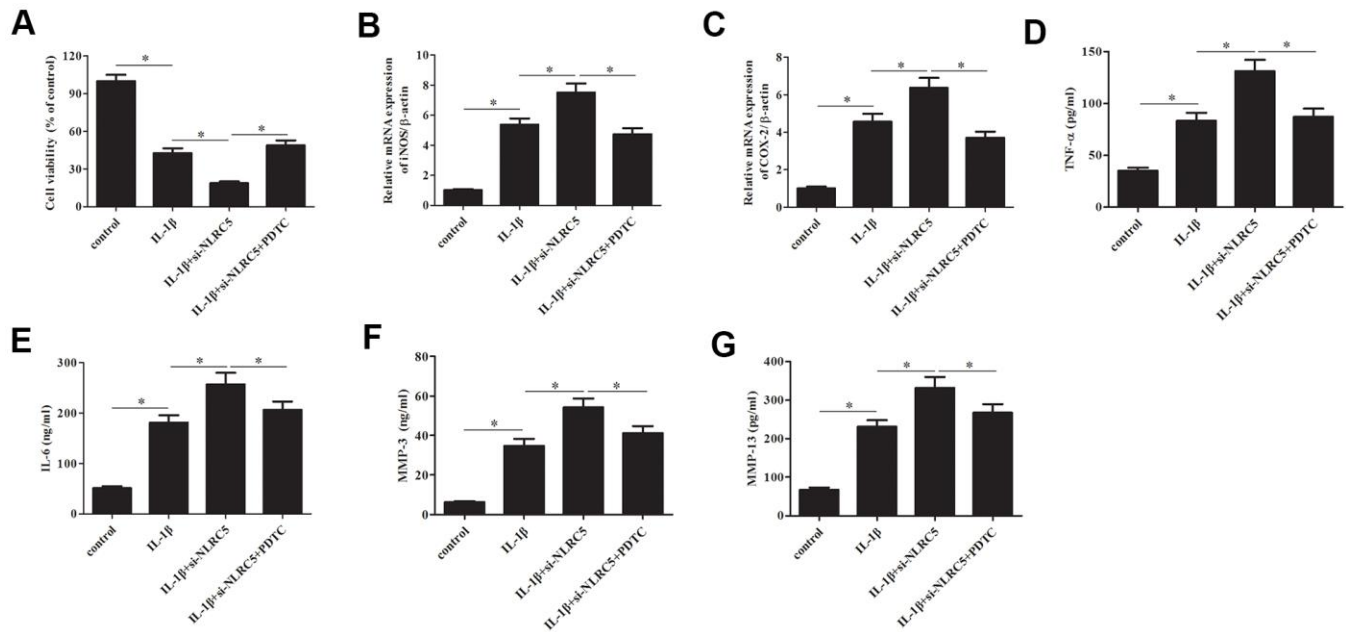 A
Cell viability (% of control)
120
90
60
30
0
*
*
*
control
IL-1β
IL-1β+si-NLRC5
IL-1β+si-NLRC5+PDTC
B
Relative mRNA expression
of iNOS/β-actin
10
8
6
4
2
0
*
*
*
control
IL-1β
IL-1β+si-NLRC5
IL-1β+si-NLRC5+PDTC
C
Relative mRNA expression
of COX-2/β-actin
8
6
4
2
0
*
*
*
control
IL-1β
IL-1β+si-NLRC5
IL-1β+si-NLRC5+PDTC
D
TNF-α (pg/ml)
150
100
50
0
*
*
*
control
IL-1β
IL-1β+si-NLRC5
IL-1β+si-NLRC5+PDTC
E
IL-6 (ng/ml)
300
200
100
0
*
*
*
control
IL-1β
IL-1β+si-NLRC5
IL-1β+si-NLRC5+PDTC
F
MMP-3 (ng/ml)
80
60
40
20
0
*
*
*
control
IL-1β
IL-1β+si-NLRC5
IL-1β+si-NLRC5+PDTC
G
MMP-13 (pg/ml)
400
300
200
100
0
*
*
*
control
IL-1β
IL-1β+si-NLRC5
IL-1β+si-NLRC5+PDTC